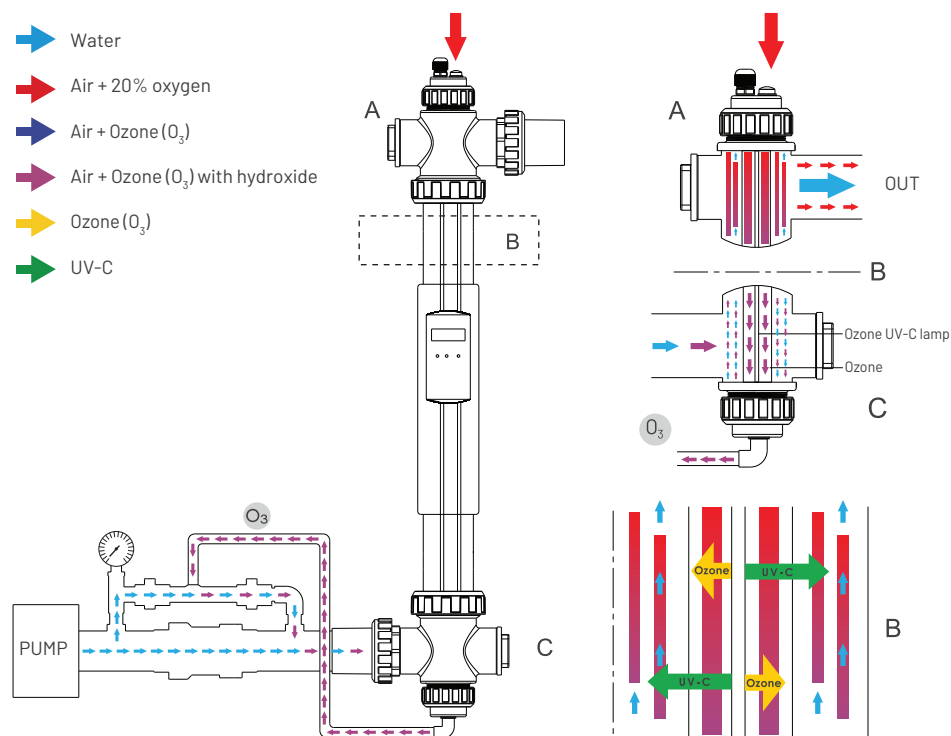 Water
Air + 20% oxygen
Air + Ozone (O₃)
Air + Ozone (O₃) with hydroxide
Ozone (O₃)
UV-C
A
B
O₃
PUMP
C
A
OUT
B
Ozone UV-C lamp
Ozone
C
O₃
Ozone
UV-C
B
UV-C
Ozone